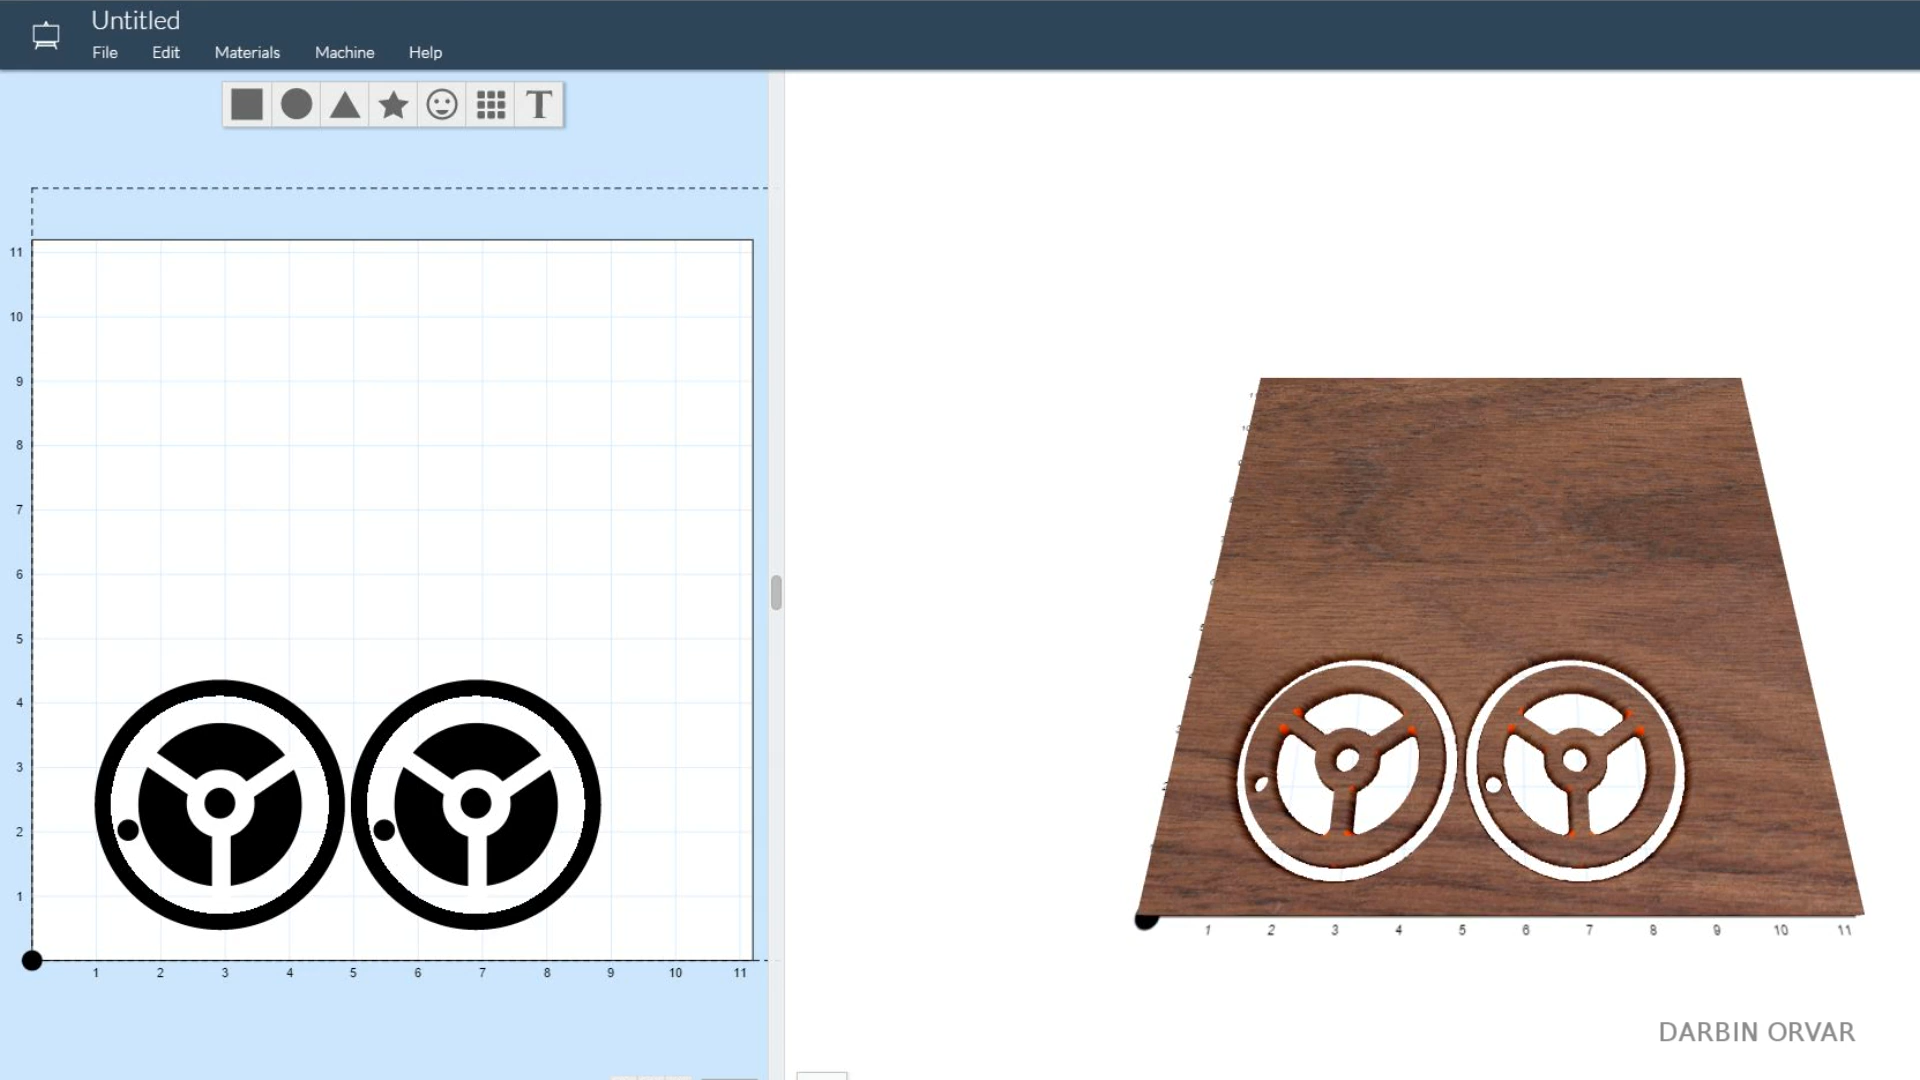 Untitled
File Edit Materials Machine Help
T
11
10
9
8
7
6
5
4
3
2
1
1 2 3 4 5 6 7 8 9 10 11
1 2 3 4 5 6 7 8 9 10 11
DARBIN ORVAR